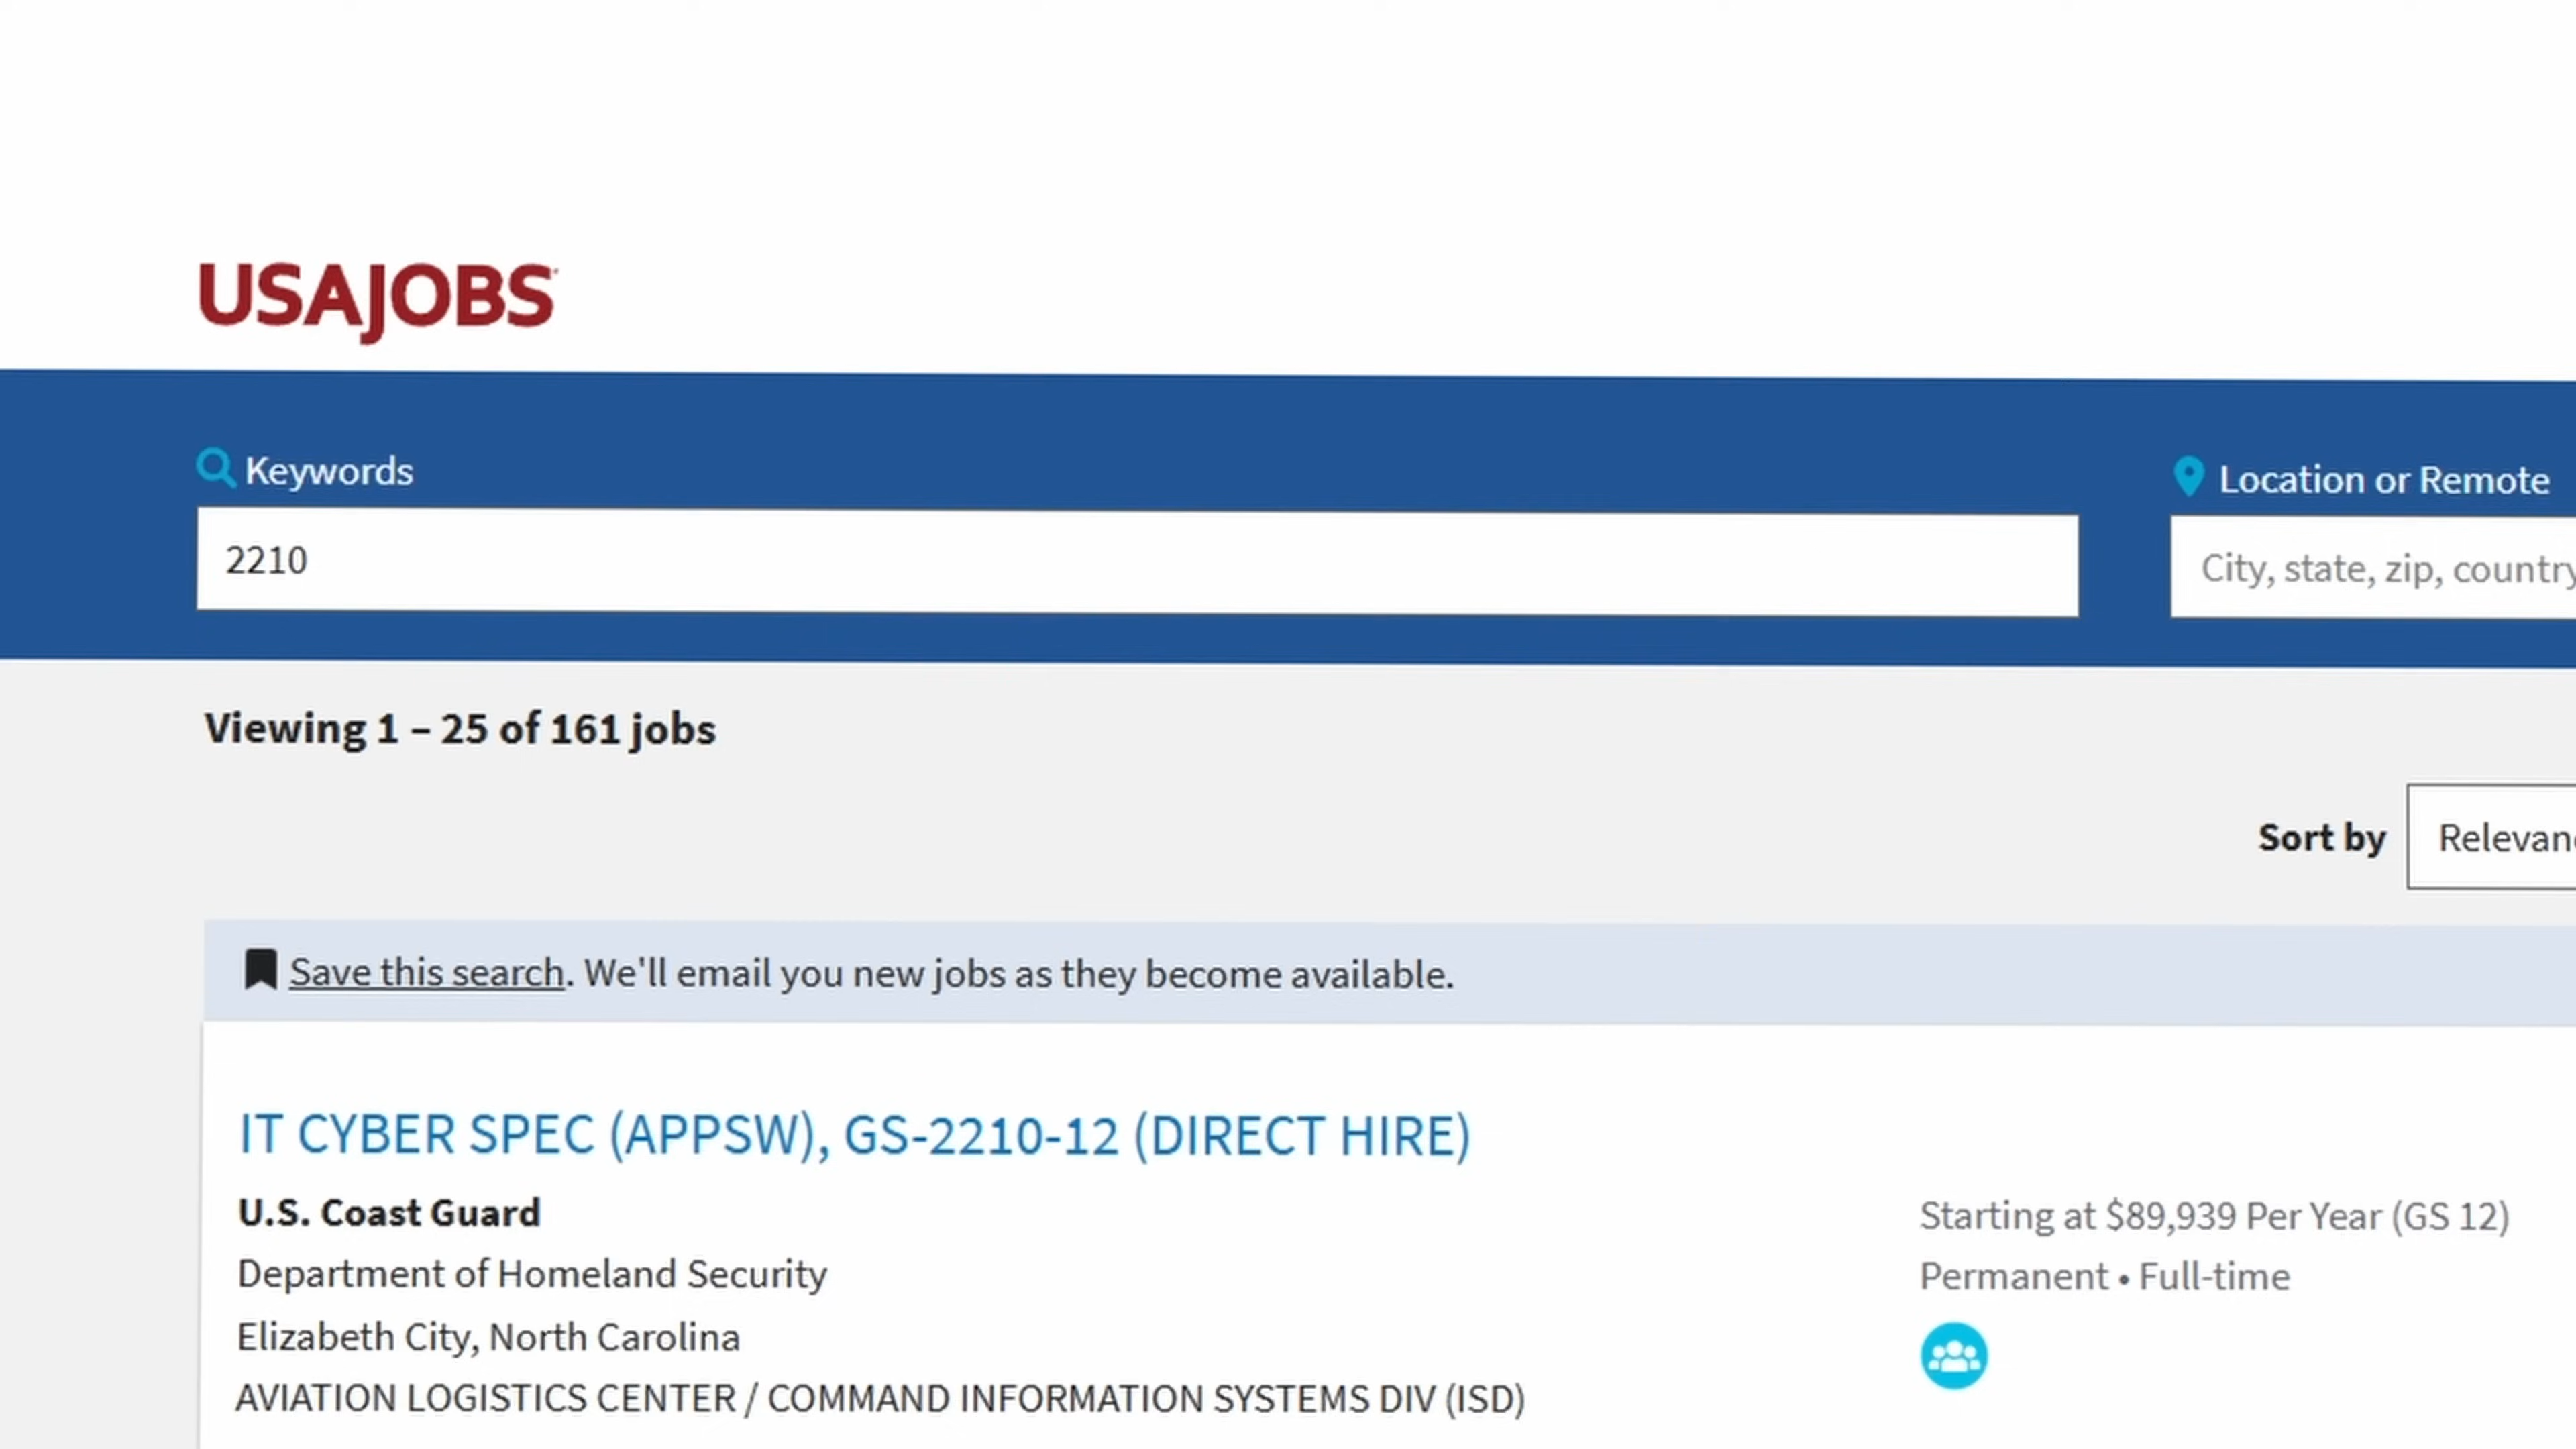 USAJOBS
Keywords
Location or Remote
2210
City, state, zip, country
Viewing 1 – 25 of 161 jobs
Sort by
Save this search. We'll email you new jobs as they become available.
IT CYBER SPEC (APPSW), GS-2210-12 (DIRECT HIRE)
U.S. Coast Guard
Starting at $89,939 Per Year (GS 12)
Department of Homeland Security
Permanent • Full-time
Elizabeth City, North Carolina
AVIATION LOGISTICS CENTER / COMMAND INFORMATION SYSTEMS DIV (ISD)